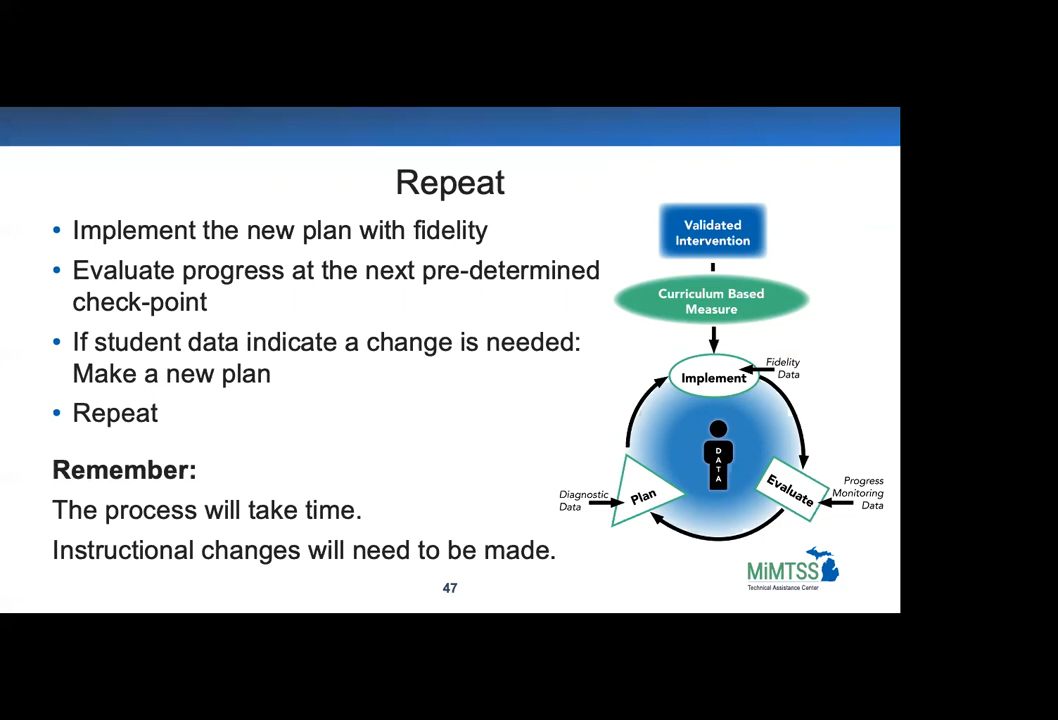 Repeat
• Implement the new plan with fidelity
• Evaluate progress at the next pre-determined
check-point
• If student data indicate a change is needed:
Make a new plan
• Repeat
Remember:
The process will take time.
Instructional changes will need to be made.
Validated
Intervention
Curriculum Based
Measure
Implement
Fidelity
Data
DATA
Evaluate
Progress
Monitoring
Data
Plan
Diagnostic
Data
MiMTSS
Technical Assistance Center
47